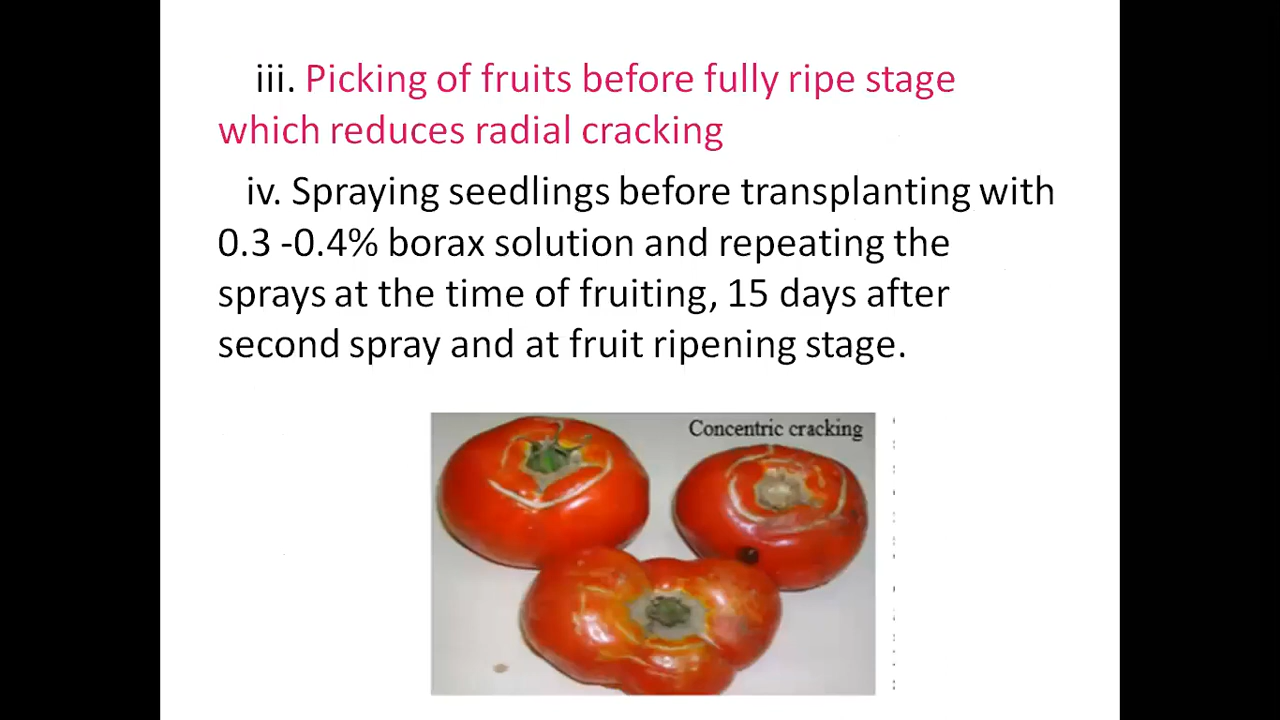 iii. Picking of fruits before fully ripe stage
which reduces radial cracking
iv. Spraying seedlings before transplanting with
0.3 -0.4% borax solution and repeating the
sprays at the time of fruiting, 15 days after
second spray and at fruit ripening stage.
Concentric cracking